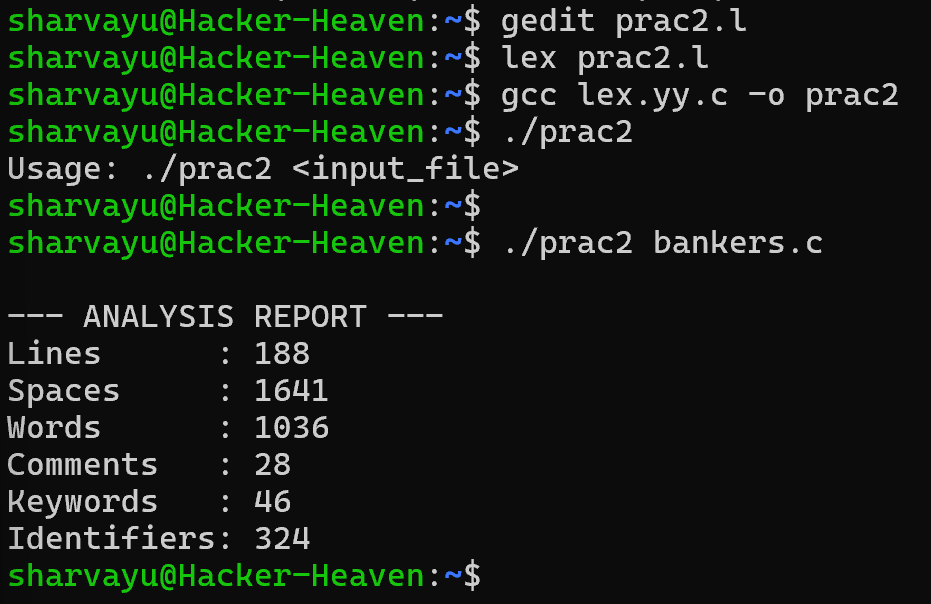 sharvayu@Hacker-Heaven:~$ gedit prac2.l
sharvayu@Hacker-Heaven:~$ lex prac2.l
sharvayu@Hacker-Heaven:~$ gcc lex.yy.c -o prac2
sharvayu@Hacker-Heaven:~$ ./prac2
Usage: ./prac2 <input_file>
sharvayu@Hacker-Heaven:~$
sharvayu@Hacker-Heaven:~$ ./prac2 bankers.c

--- ANALYSIS REPORT ---
Lines      : 188
Spaces     : 1641
Words      : 1036
Comments   : 28
Keywords   : 46
Identifiers: 324
sharvayu@Hacker-Heaven:~$